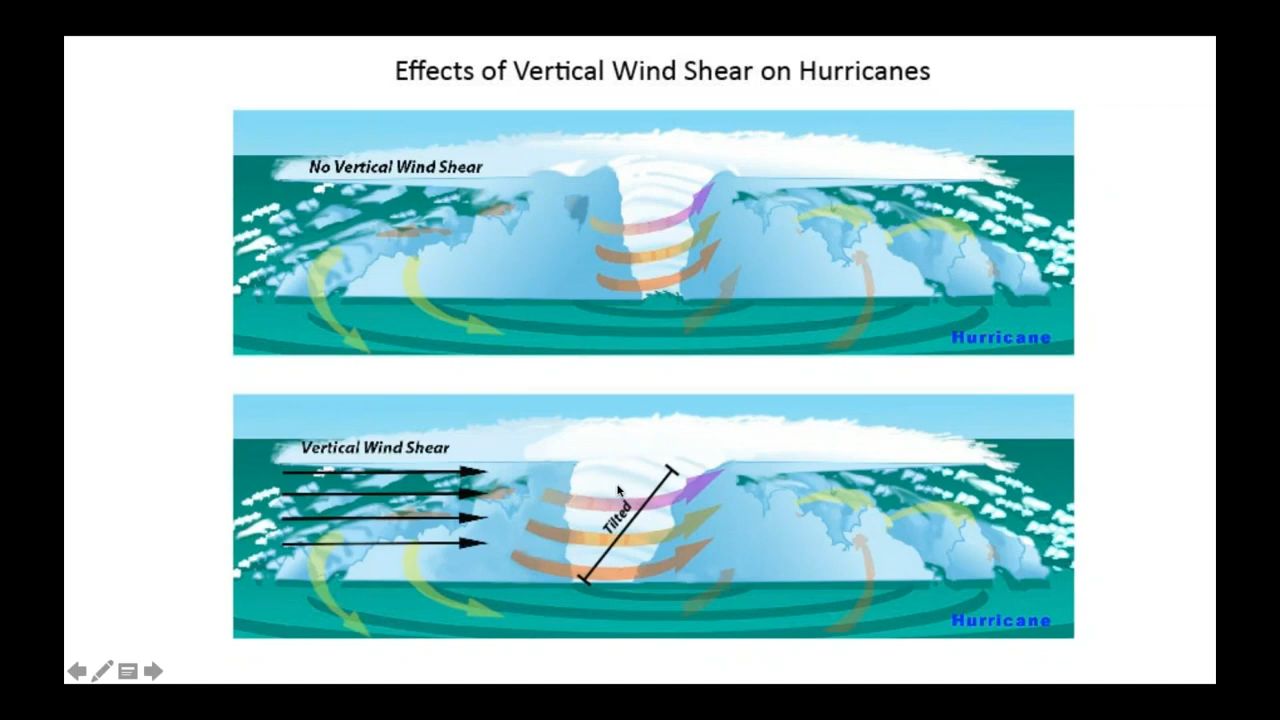 Effects of Vertical Wind Shear on Hurricanes
No Vertical Wind Shear
Hurricane
Vertical Wind Shear
Tilted
Hurricane